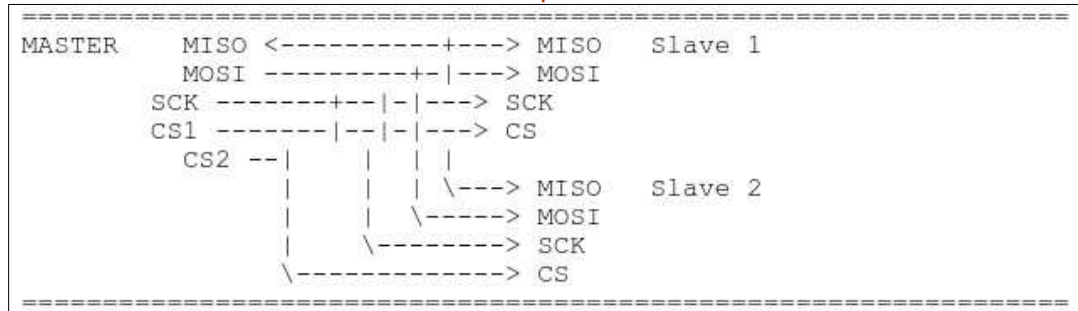 =================================================================
MASTER    MISO <----------+---> MISO   Slave 1
          MOSI ---------+-|---> MOSI
        SCK -------+--|-|---> SCK
        CS1 -------|--|-|---> CS
          CS2 --|    |  | |
                |    |  | \---> MISO   Slave 2
                |    |  \-----> MOSI
                |    \--------> SCK
                \-------------> CS
=================================================================